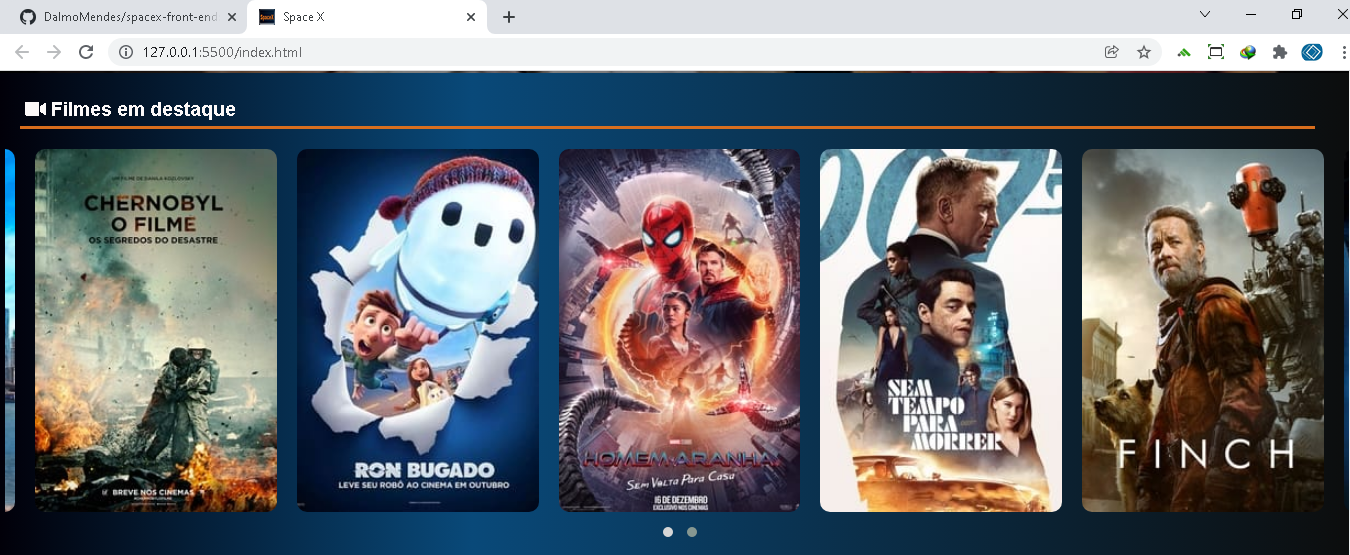 DalmoMendes/spacex-front-end
Space X
127.0.0.1:5500/index.html
Filmes em destaque
UM FILME DE DANILA KOZLOVSKY
CHERNOBYL
O FILME
OS SEGREDOS DO DESASTRE
BREVE NOS CINEMAS
RON BUGADO
LEVE SEU ROBÔ AO CINEMA EM OUTUBRO
HOMEM-ARANHA
SEM VOLTA PARA CASA
16 DE DEZEMBRO
EXCLUSIVO NOS CINEMAS
007
SEM
TEMPO
PARA
MORRER
FINCH